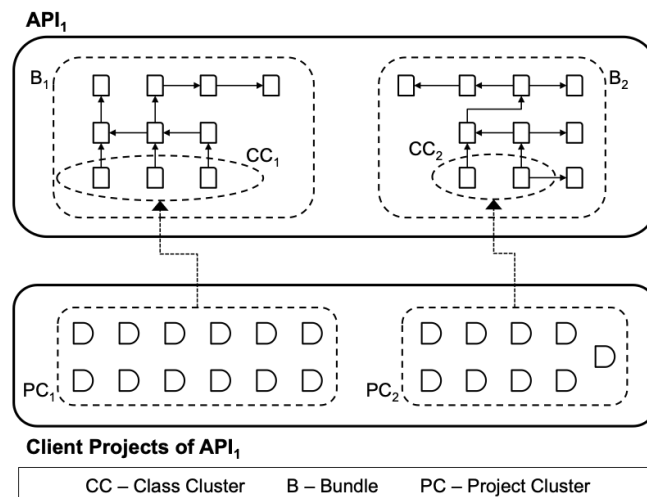 API1
B1
B2
CC1
CC2
PC1
PC2
Client Projects of API1
CC – Class Cluster B – Bundle PC – Project Cluster